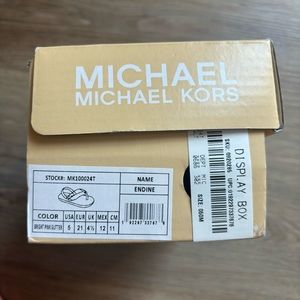 MICHAEL
MICHAEL KORS
STOCK#: MK100024T
NAME
ENDINE
COLOR
USA
EUR
UK
MEX
CM
BRIGHT PINK GLITTER
5
21
4½
12
11
DISPLAY BOX
SIZE: 050M